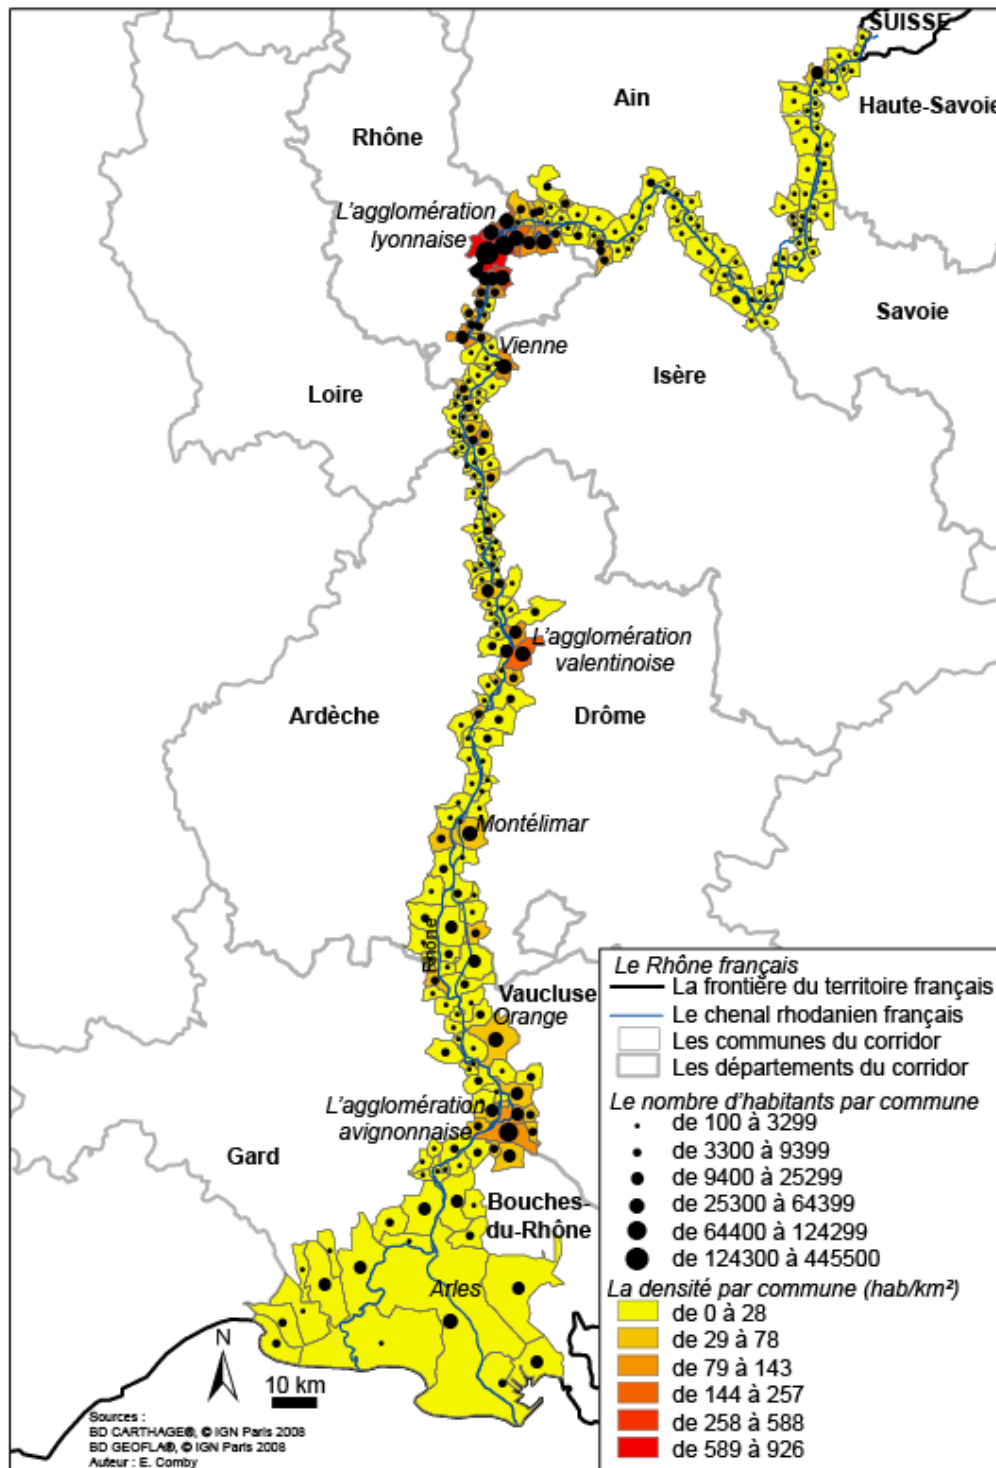 SUISSE
Ain
Haute-Savoie
Rhône
L'agglomération
lyonnaise
Savoie
Vienne
Isère
Loire
L'agglomération
valentinoise
Ardèche
Drôme
Montélimar
Rhône
Vaucluse
Orange
L'agglomération
avignonnaise
Gard
Bouches-
du-Rhône
Arles
N
10 km
Sources :
BD CARTHAGE®, © IGN Paris 2008
BD GEOFLA®, © IGN Paris 2008
Auteur : E. Comby
Le Rhône français
La frontière du territoire français
Le chenal rhodanien français
Les communes du corridor
Les départements du corridor
Le nombre d'habitants par commune
de 100 à 3299
de 3300 à 9399
de 9400 à 25299
de 25300 à 64399
de 64400 à 124299
de 124300 à 445500
La densité par commune (hab/km²)
de 0 à 28
de 29 à 78
de 79 à 143
de 144 à 257
de 258 à 588
de 589 à 926